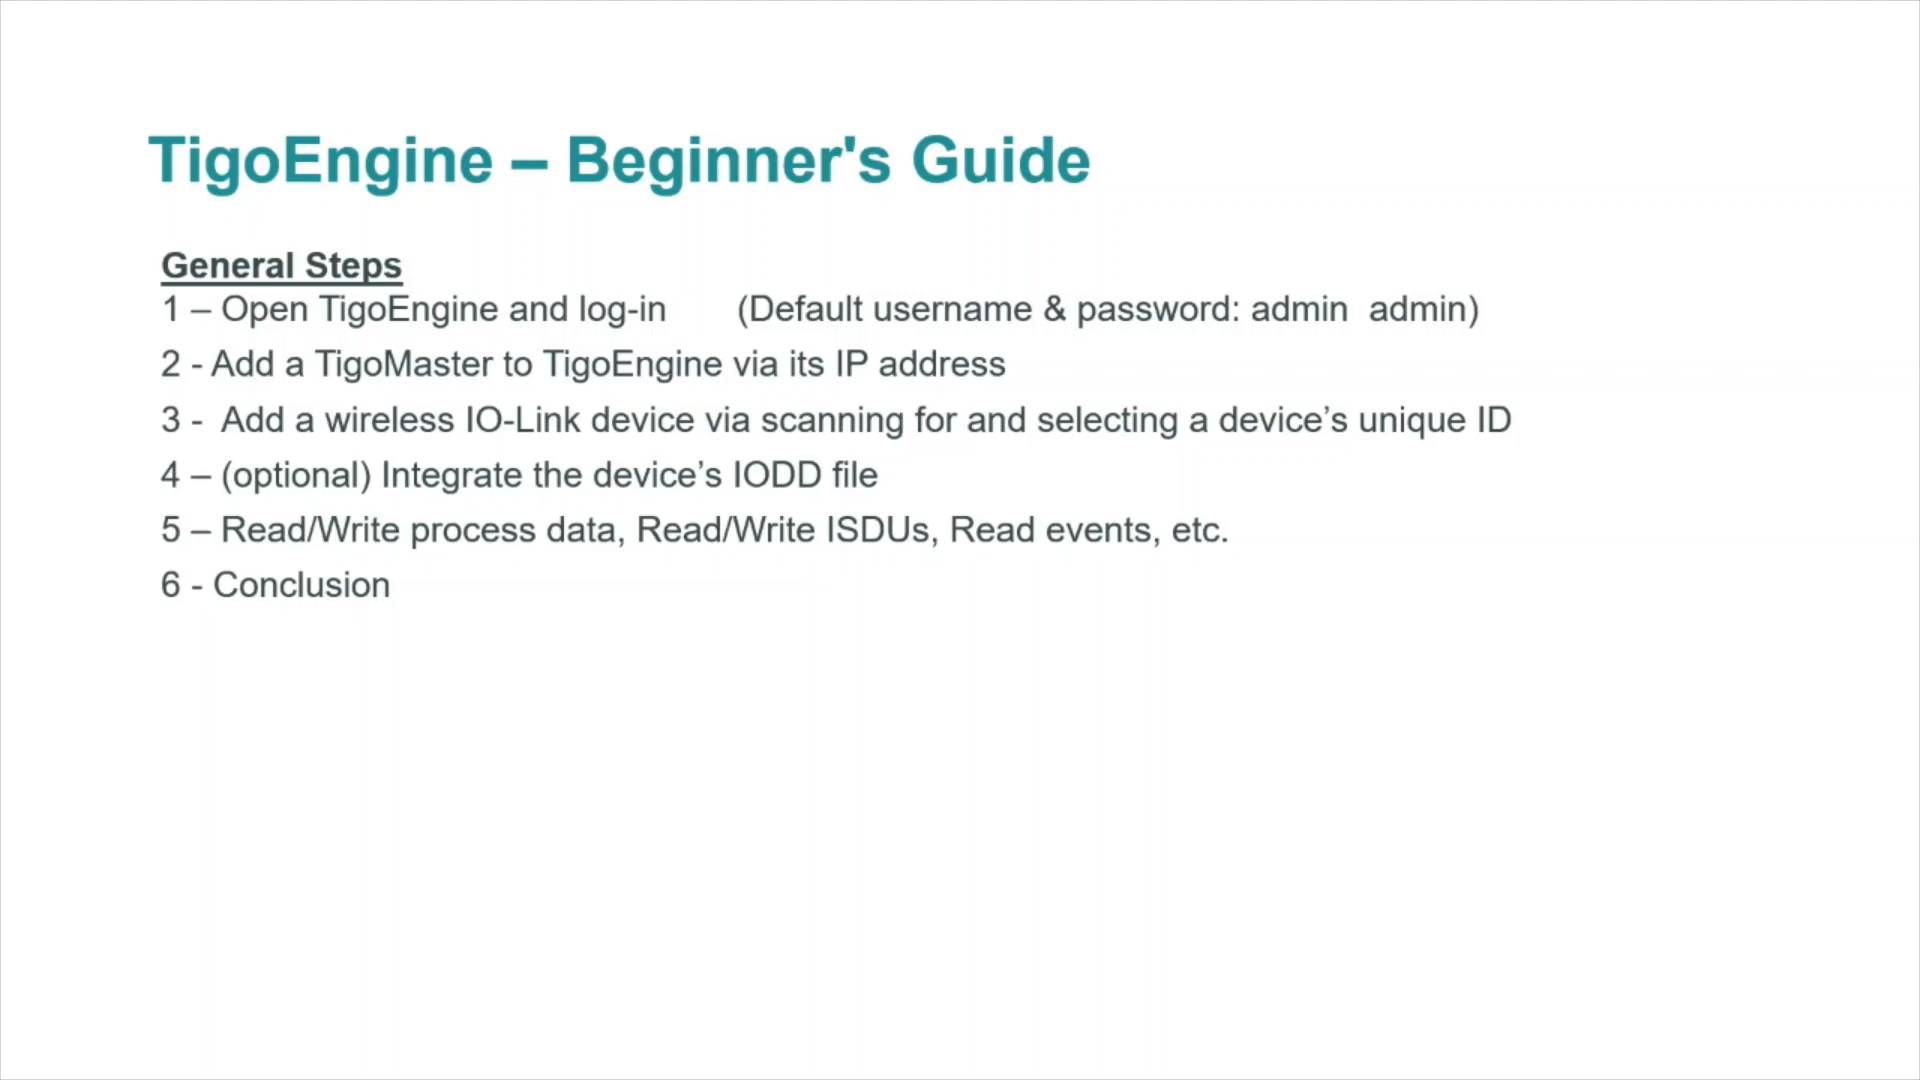 TigoEngine – Beginner's Guide
General Steps
1 – Open TigoEngine and log-in (Default username & password: admin admin)
2 - Add a TigoMaster to TigoEngine via its IP address
3 - Add a wireless IO-Link device via scanning for and selecting a device’s unique ID
4 – (optional) Integrate the device’s IODD file
5 – Read/Write process data, Read/Write ISDUs, Read events, etc.
6 - Conclusion